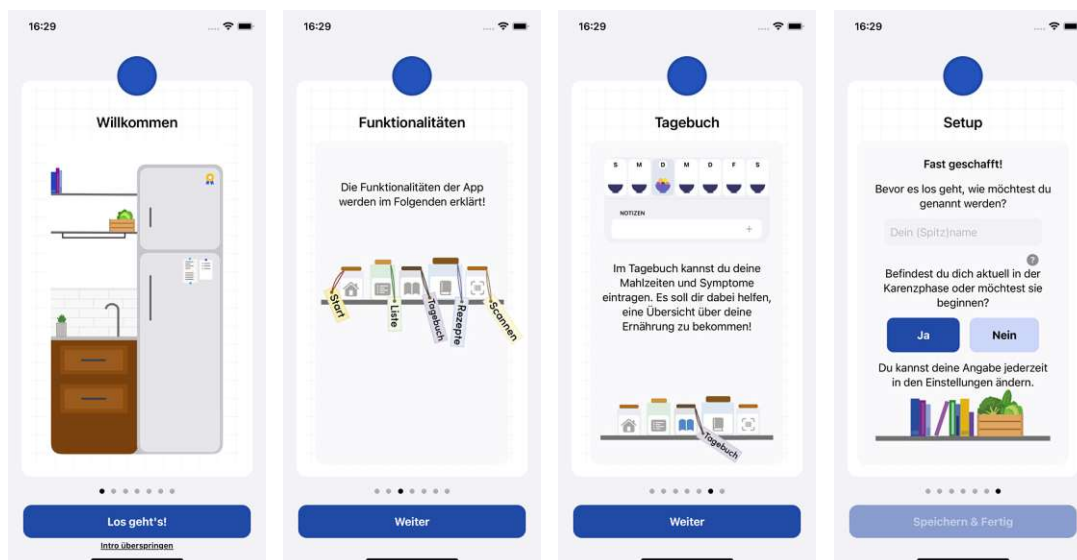 16:29
Willkommen
Los geht's!
Intro überspringen
16:29
Funktionalitäten
Die Funktionalitäten der App
werden im Folgenden erklärt!
Start
Liste
Tagebuch
Rezepte
Scannen
Weiter
16:29
Tagebuch
S M D M D F S
NOTIZEN
+
Im Tagebuch kannst du deine
Mahlzeiten und Symptome
eintragen. Es soll dir dabei helfen,
eine Übersicht über deine
Ernährung zu bekommen!
Tagebuch
Weiter
16:29
Setup
Fast geschafft!
Bevor es los geht, wie möchtest du
genannt werden?
Dein (Spitz)name
?
Befindest du dich aktuell in der
Karenzphase oder möchtest sie
beginnen?
Ja
Nein
Du kannst deine Angabe jederzeit
in den Einstellungen ändern.
Speichern & Fertig